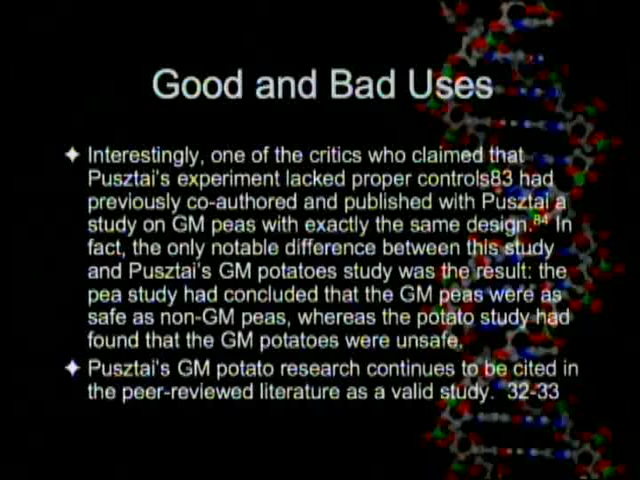 Good and Bad Uses
Interestingly, one of the critics who claimed that
Pusztai's experiment lacked proper controls83 had
previously co-authored and published with Pusztai a
study on GM peas with exactly the same design.84 In
fact, the only notable difference between this study
and Pusztai's GM potatoes study was the result: the
pea study had concluded that the GM peas were as
safe as non-GM peas, whereas the potato study had
found that the GM potatoes were unsafe.
Pusztai's GM potato research continues to be cited in
the peer-reviewed literature as a valid study. 32-33